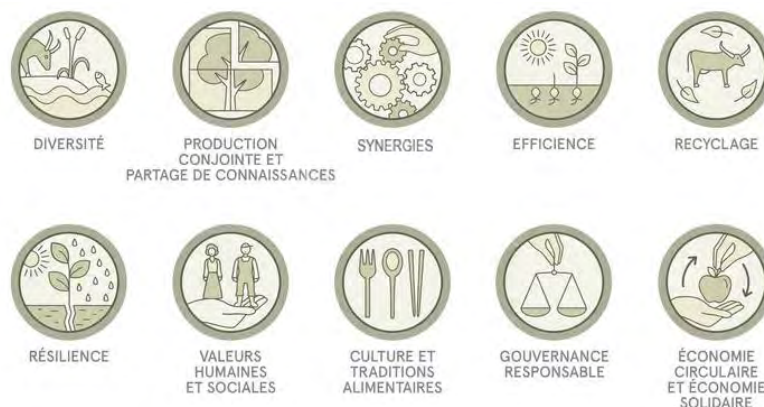 DIVERSITÉ
PRODUCTION
CONJOINTE ET
PARTAGE DE CONNAISSANCES
SYNERGIES
EFFICIENCE
RECYCLAGE
RÉSILIENCE
VALEURS
HUMAINES
ET SOCIALES
CULTURE ET
TRADITIONS
ALIMENTAIRES
GOUVERNANCE
RESPONSABLE
ÉCONOMIE
CIRCULAIRE
ET ÉCONOMIE
SOLIDAIRE